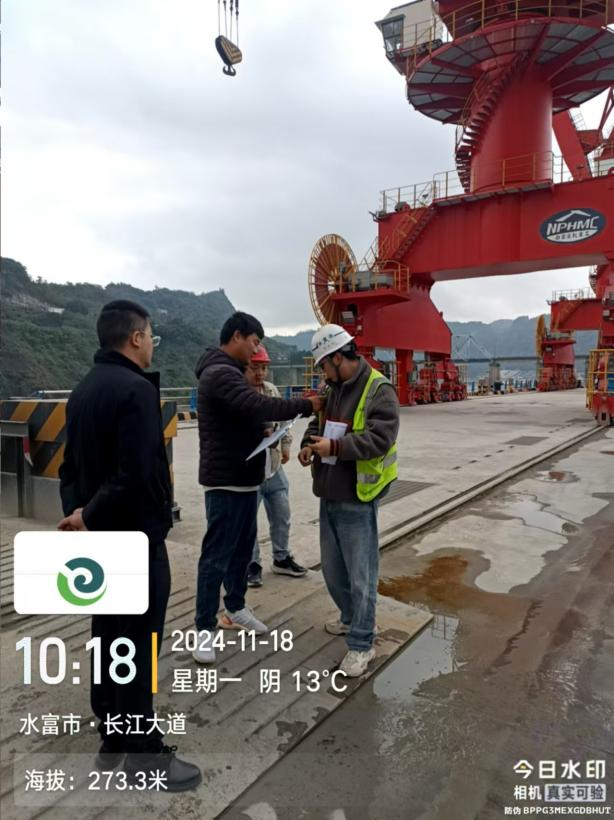 NPHMC
10:18
2024-11-18
星期一 阴 13℃
水富市·长江大道
海拔：273.3米
今日水印
相机 真实可验
防伪 BPPG3MEXGDBHUT